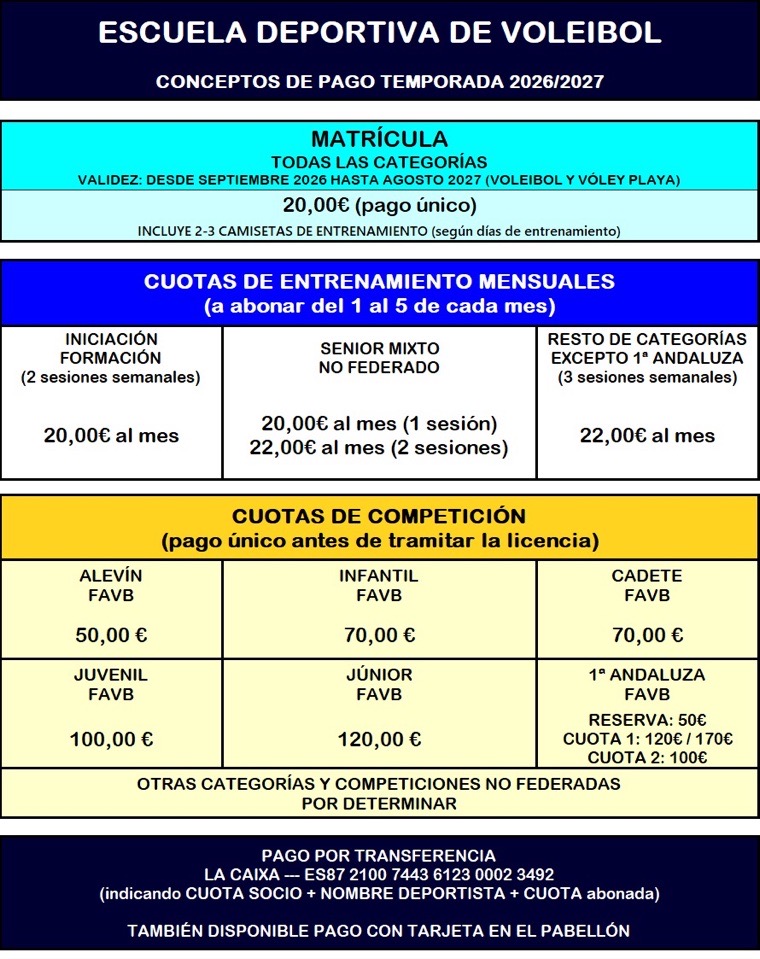 ESCUELA DEPORTIVA DE VOLEIBOL
CONCEPTOS DE PAGO TEMPORADA 2026/2027
MATRÍCULA
TODAS LAS CATEGORÍAS
VALIDEZ: DESDE SEPTIEMBRE 2026 HASTA AGOSTO 2027 (VOLEIBOL Y VÓLEY PLAYA)
20,00€ (pago único)
INCLUYE 2-3 CAMISETAS DE ENTRENAMIENTO (según días de entrenamiento)
CUOTAS DE ENTRENAMIENTO MENSUALES
(a abonar del 1 al 5 de cada mes)
INICIACIÓN
FORMACIÓN
(2 sesiones semanales)
20,00€ al mes
SENIOR MIXTO
NO FEDERADO
20,00€ al mes (1 sesión)
22,00€ al mes (2 sesiones)
RESTO DE CATEGORÍAS
EXCEPTO 1ª ANDALUZA
(3 sesiones semanales)
22,00€ al mes
CUOTAS DE COMPETICIÓN
(pago único antes de tramitar la licencia)
ALEVÍN
FAVB
50,00 €
INFANTIL
FAVB
70,00 €
CADETE
FAVB
70,00 €
JUVENIL
FAVB
100,00 €
JÚNIOR
FAVB
120,00 €
1ª ANDALUZA
FAVB
RESERVA: 50€
CUOTA 1: 120€ / 170€
CUOTA 2: 100€
OTRAS CATEGORÍAS Y COMPETICIONES NO FEDERADAS
POR DETERMINAR
PAGO POR TRANSFERENCIA
LA CAIXA --- ES87 2100 7443 6123 0002 3492
(indicando CUOTA SOCIO + NOMBRE DEPORTISTA + CUOTA abonada)
TAMBIÉN DISPONIBLE PAGO CON TARJETA EN EL PABELLÓN